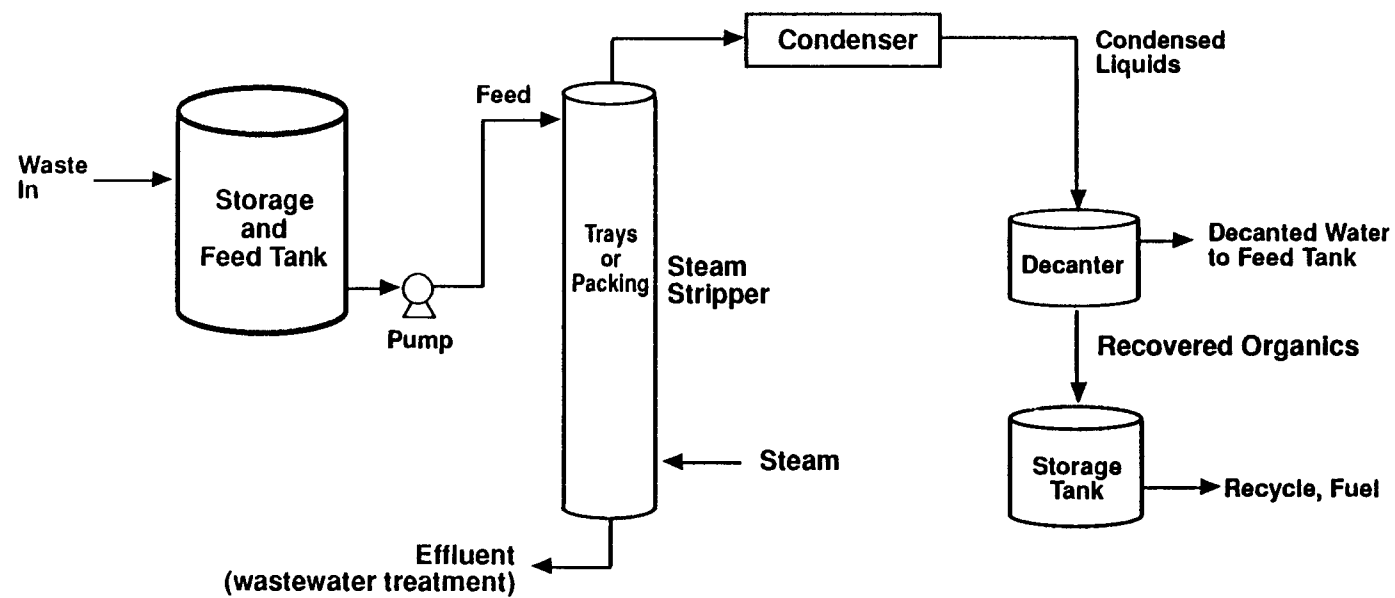 Waste
In
Storage
and
Feed Tank
Pump
Feed
Trays
or
Packing
Steam
Stripper
Steam
Effluent
(wastewater treatment)
Condenser
Condensed
Liquids
Decanter
Decanted Water
to Feed Tank
Recovered Organics
Storage
Tank
Recycle, Fuel